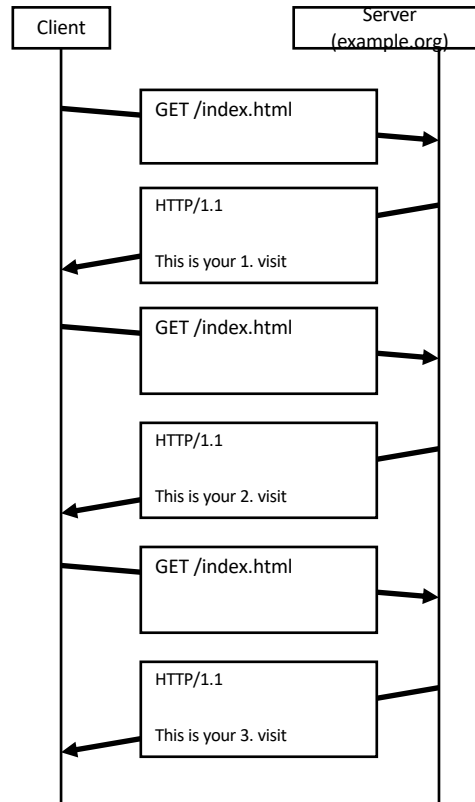 Client
Server
(example.org)
GET /index.html
HTTP/1.1
This is your 1. visit
GET /index.html
HTTP/1.1
This is your 2. visit
GET /index.html
HTTP/1.1
This is your 3. visit